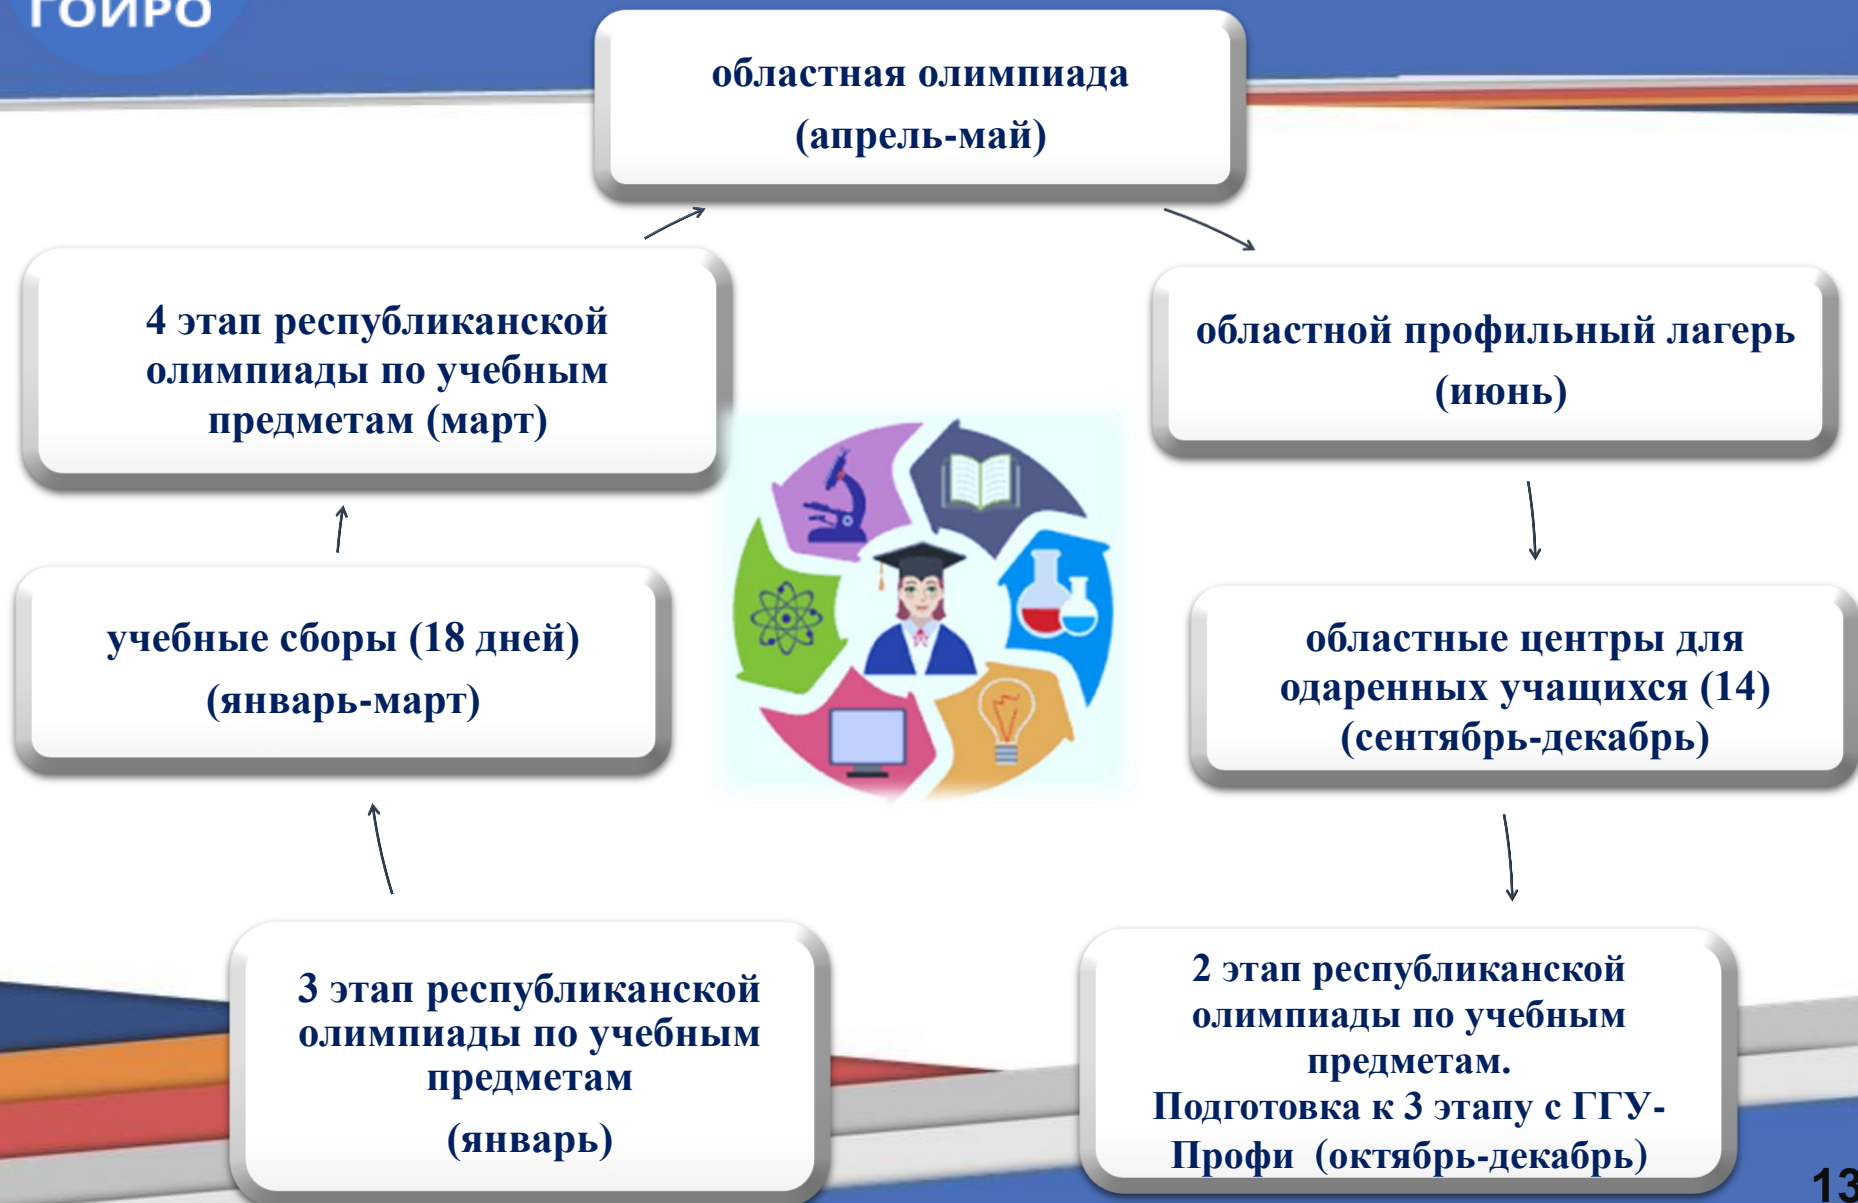 ГОИРО
областная олимпиада
(апрель-май)
областной профильный лагерь
(июнь)
областные центры для
одаренных учащихся (14)
(сентябрь-декабрь)
2 этап республиканской
олимпиады по учебным
предметам.
Подготовка к 3 этапу с ГГУ-
Профи (октябрь-декабрь)
3 этап республиканской
олимпиады по учебным
предметам
(январь)
учебные сборы (18 дней)
(январь-март)
4 этап республиканской
олимпиады по учебным
предметам (март)
13